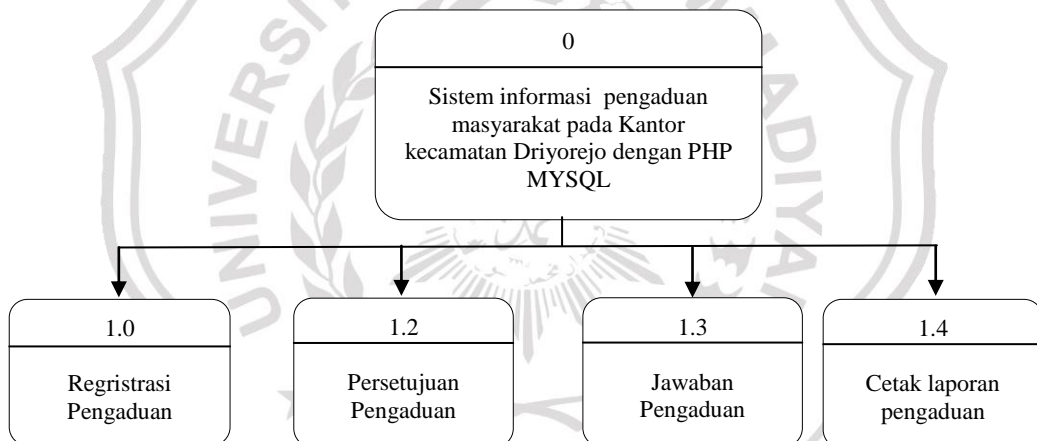 0
Sistem informasi pengaduan
masyarakat pada Kantor
kecamatan Driyorejo dengan PHP
MYSQL
1.0
Regristrasi
Pengaduan
1.2
Persetujuan
Pengaduan
1.3
Jawaban
Pengaduan
1.4
Cetak laporan
pengaduan